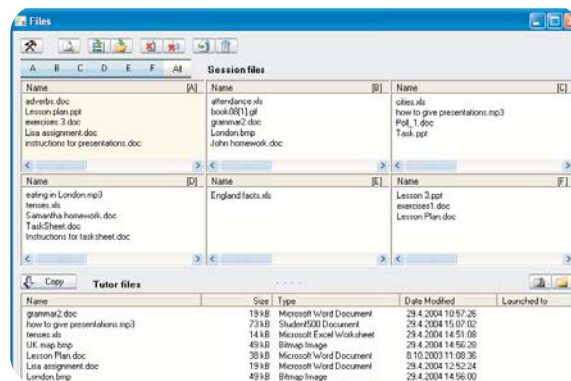 Files
A B C D E F All Session files
Name [A]
adverbs.doc
Lesson plan.ppt
exercises 3.doc
Lisa assignment.doc
instructions for presentations.doc
Name [B]
attendance.xls
book08[1].gif
grammar2.doc
London.bmp
John homework.doc
Name [C]
cities.xls
how to give presentations.mp3
Poll_1.doc
Task.ppt
Name [D]
eating in London.mp3
tenses.xls
Samantha homework.doc
TaskSheet.doc
Instructions for tasksheet.doc
Name [E]
England facts.xls
Name [F]
Lesson 3.ppt
exercises1.doc
Lesson Plan.doc
Copy Tutor files
Name Size Type Date Modified Launched to
grammar2.doc 19 kB Microsoft Word Document 29.4.2004 10:57:26
how to give presentations.mp3 73 kB Student500 Document 29.4.2004 15:07:02
tenses.xls 14 kB Microsoft Excel Worksheet 29.4.2004 14:51:08
UK map.bmp 49 kB Bitmap Image 29.4.2004 14:56:28
Lesson Plan.doc 38 kB Microsoft Word Document 8.10.2003 11:08:36
Lisa assignment.doc 19 kB Microsoft Word Document 29.4.2004 12:52:24
London.bmp 49 kB Bitmap Image 29.4.2004 14:56:00